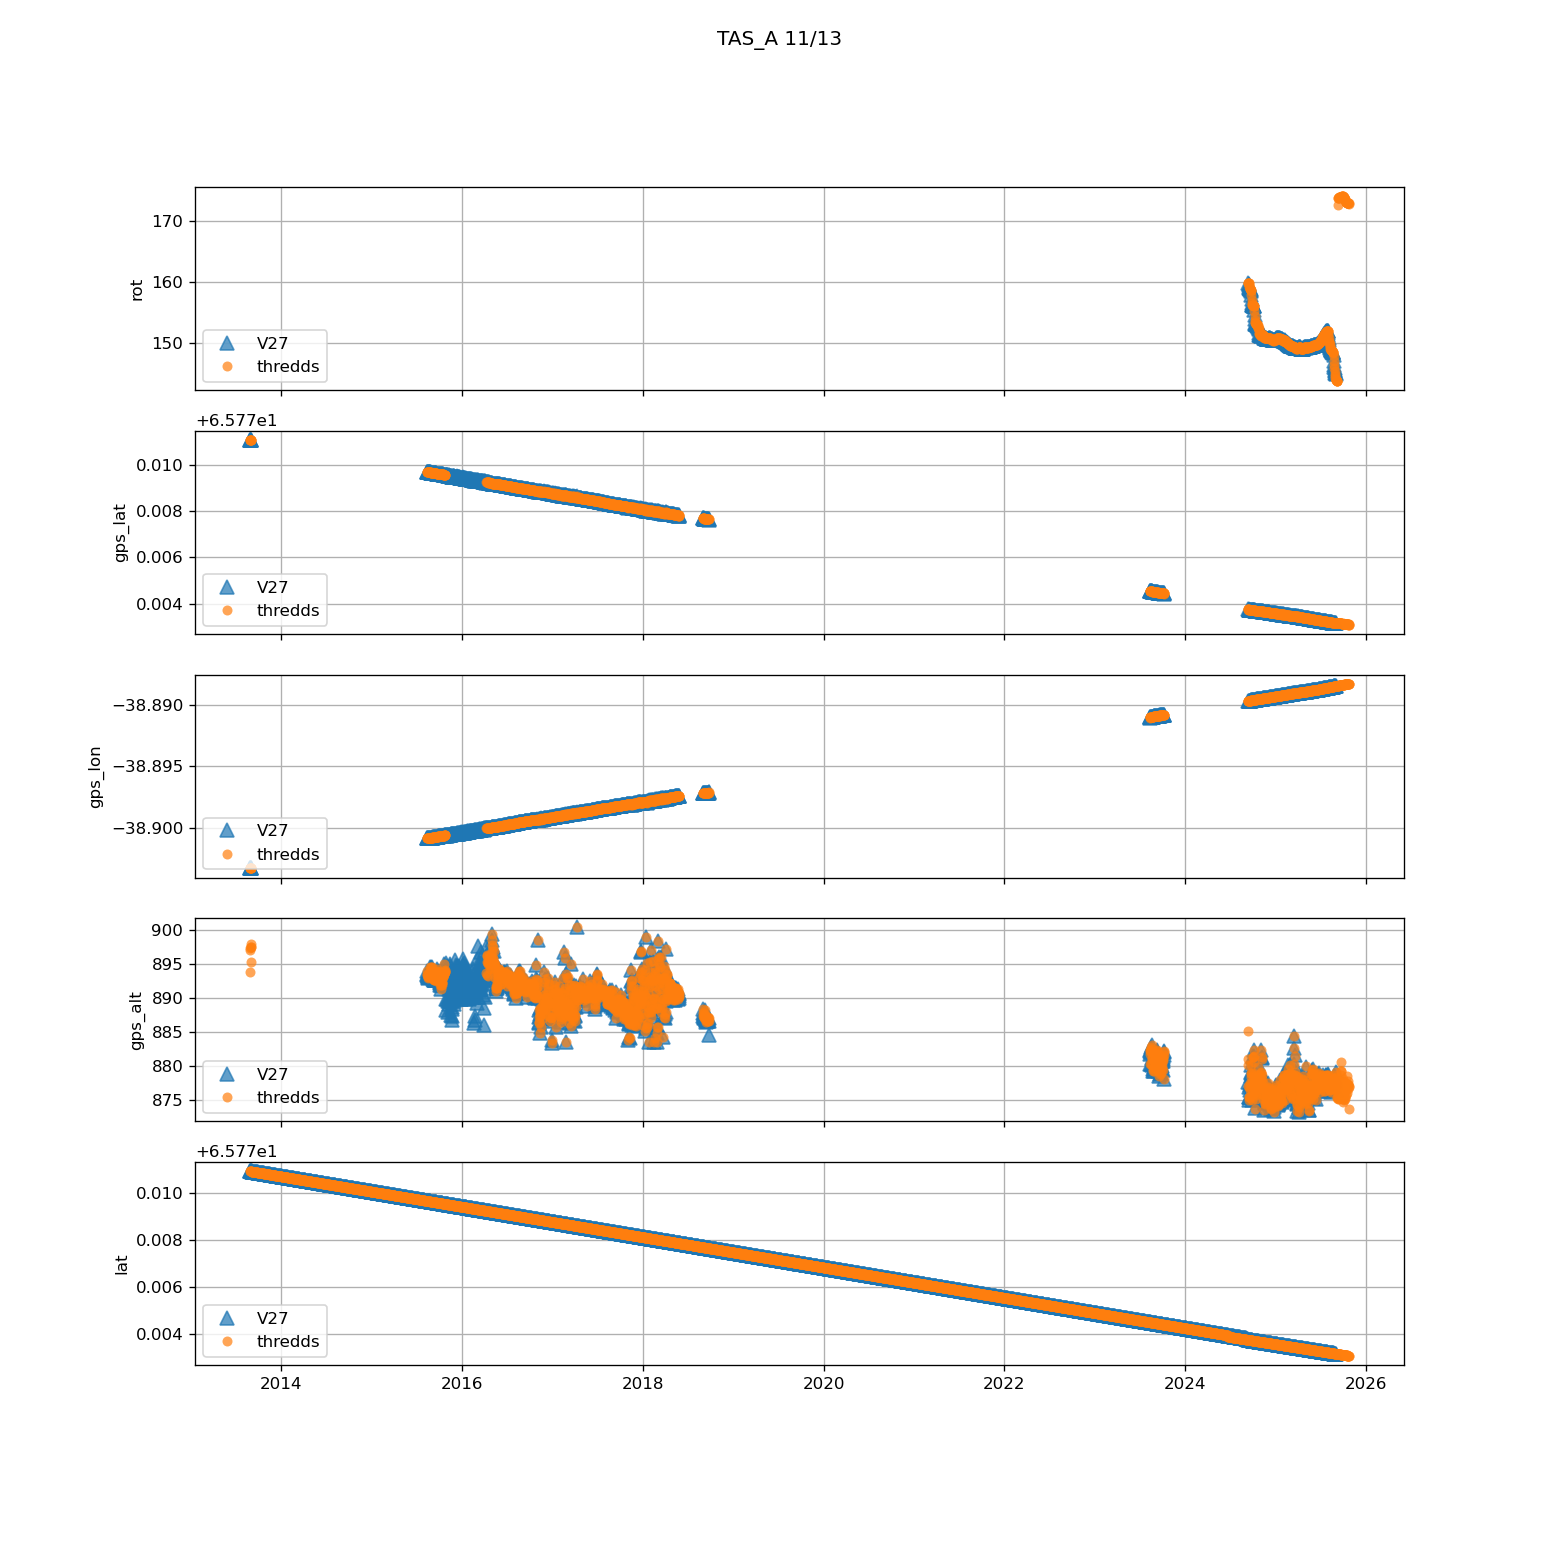 TAS_A 11/13
170
160
150
rot
V27
thredds
+6.577e1
0.010
0.008
0.006
0.004
gps_lat
V27
thredds
−38.890
−38.895
−38.900
gps_lon
V27
thredds
900
895
890
885
880
875
gps_alt
V27
thredds
+6.577e1
0.010
0.008
0.006
0.004
lat
V27
thredds
2014 2016 2018 2020 2022 2024 2026